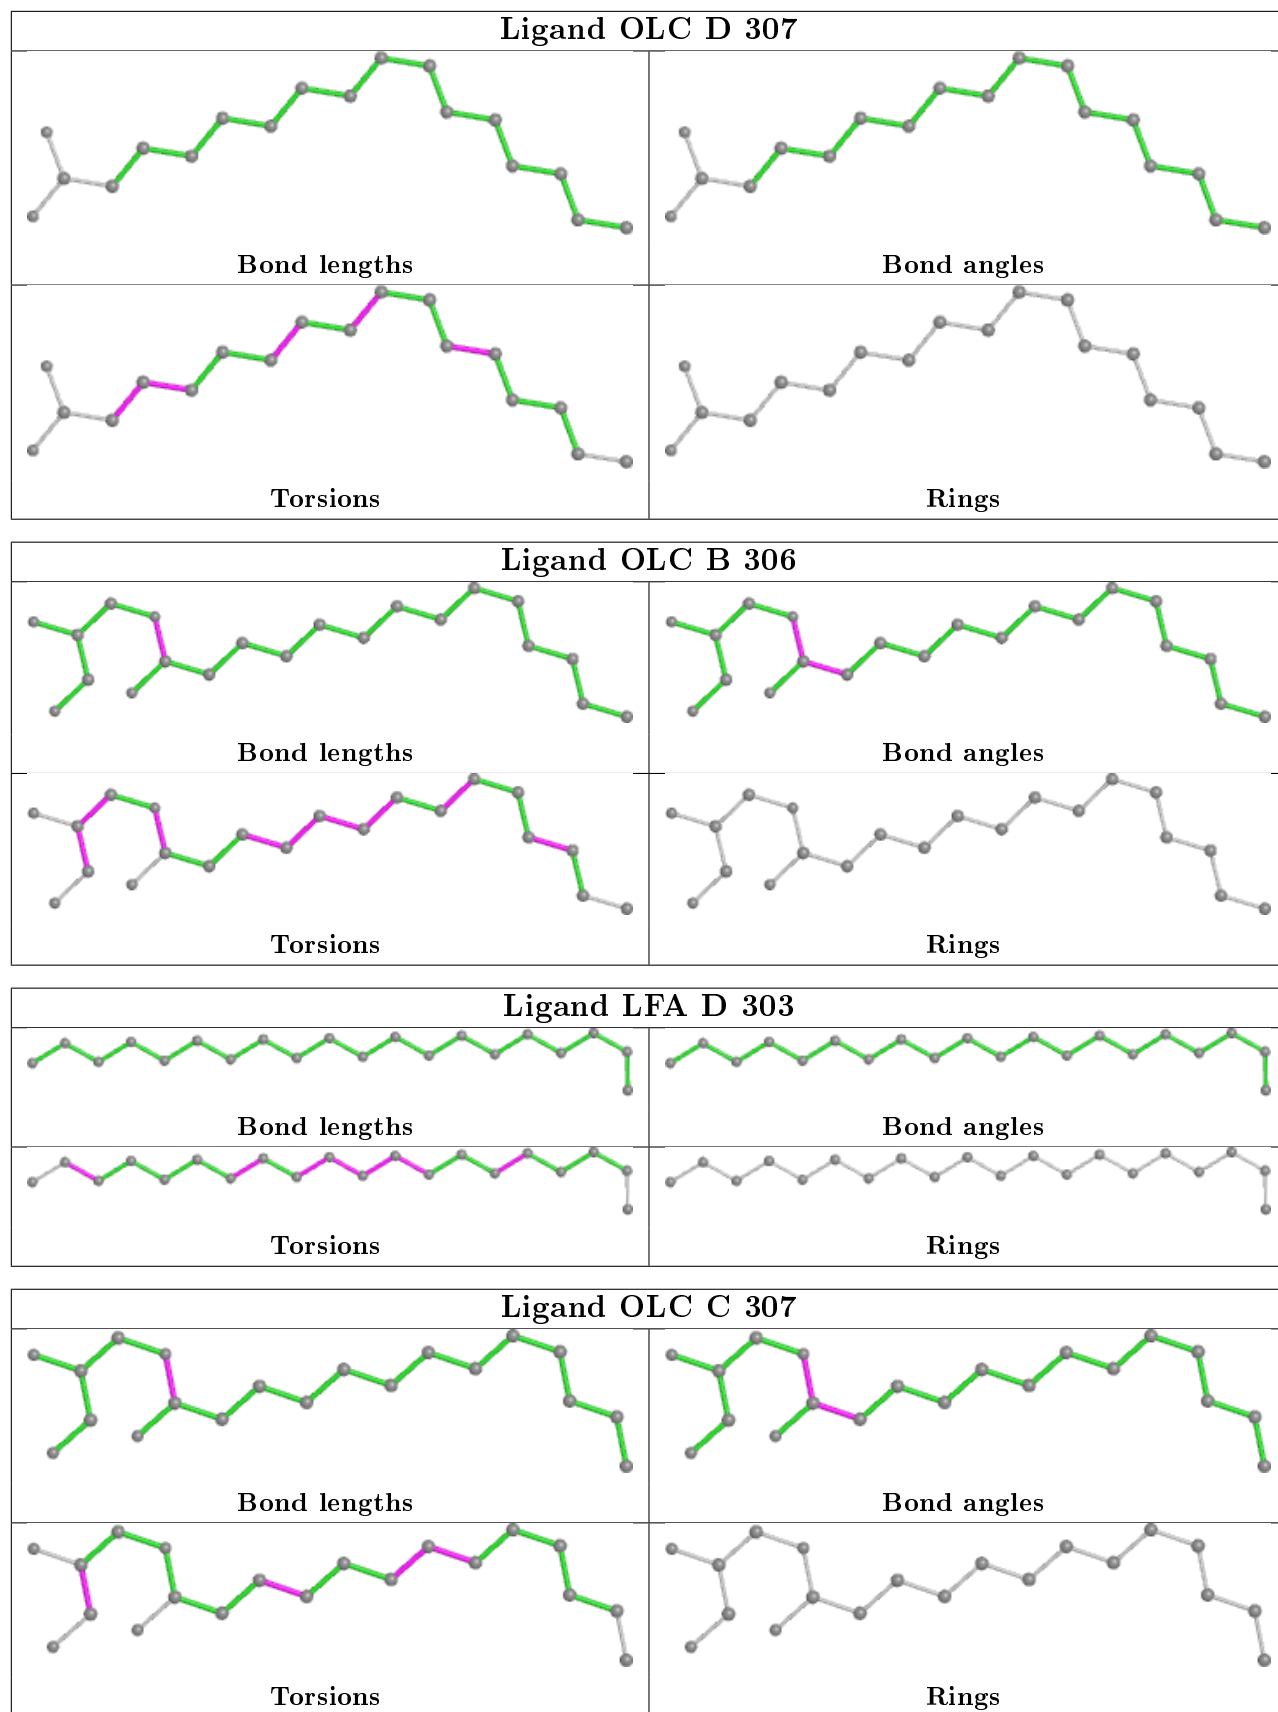 Ligand OLC D 307
Bond lengths
Bond angles
Torsions
Rings
Ligand OLC B 306
Bond lengths
Bond angles
Torsions
Rings
Ligand LFA D 303
Bond lengths
Bond angles
Torsions
Rings
Ligand OLC C 307
Bond lengths
Bond angles
Torsions
Rings